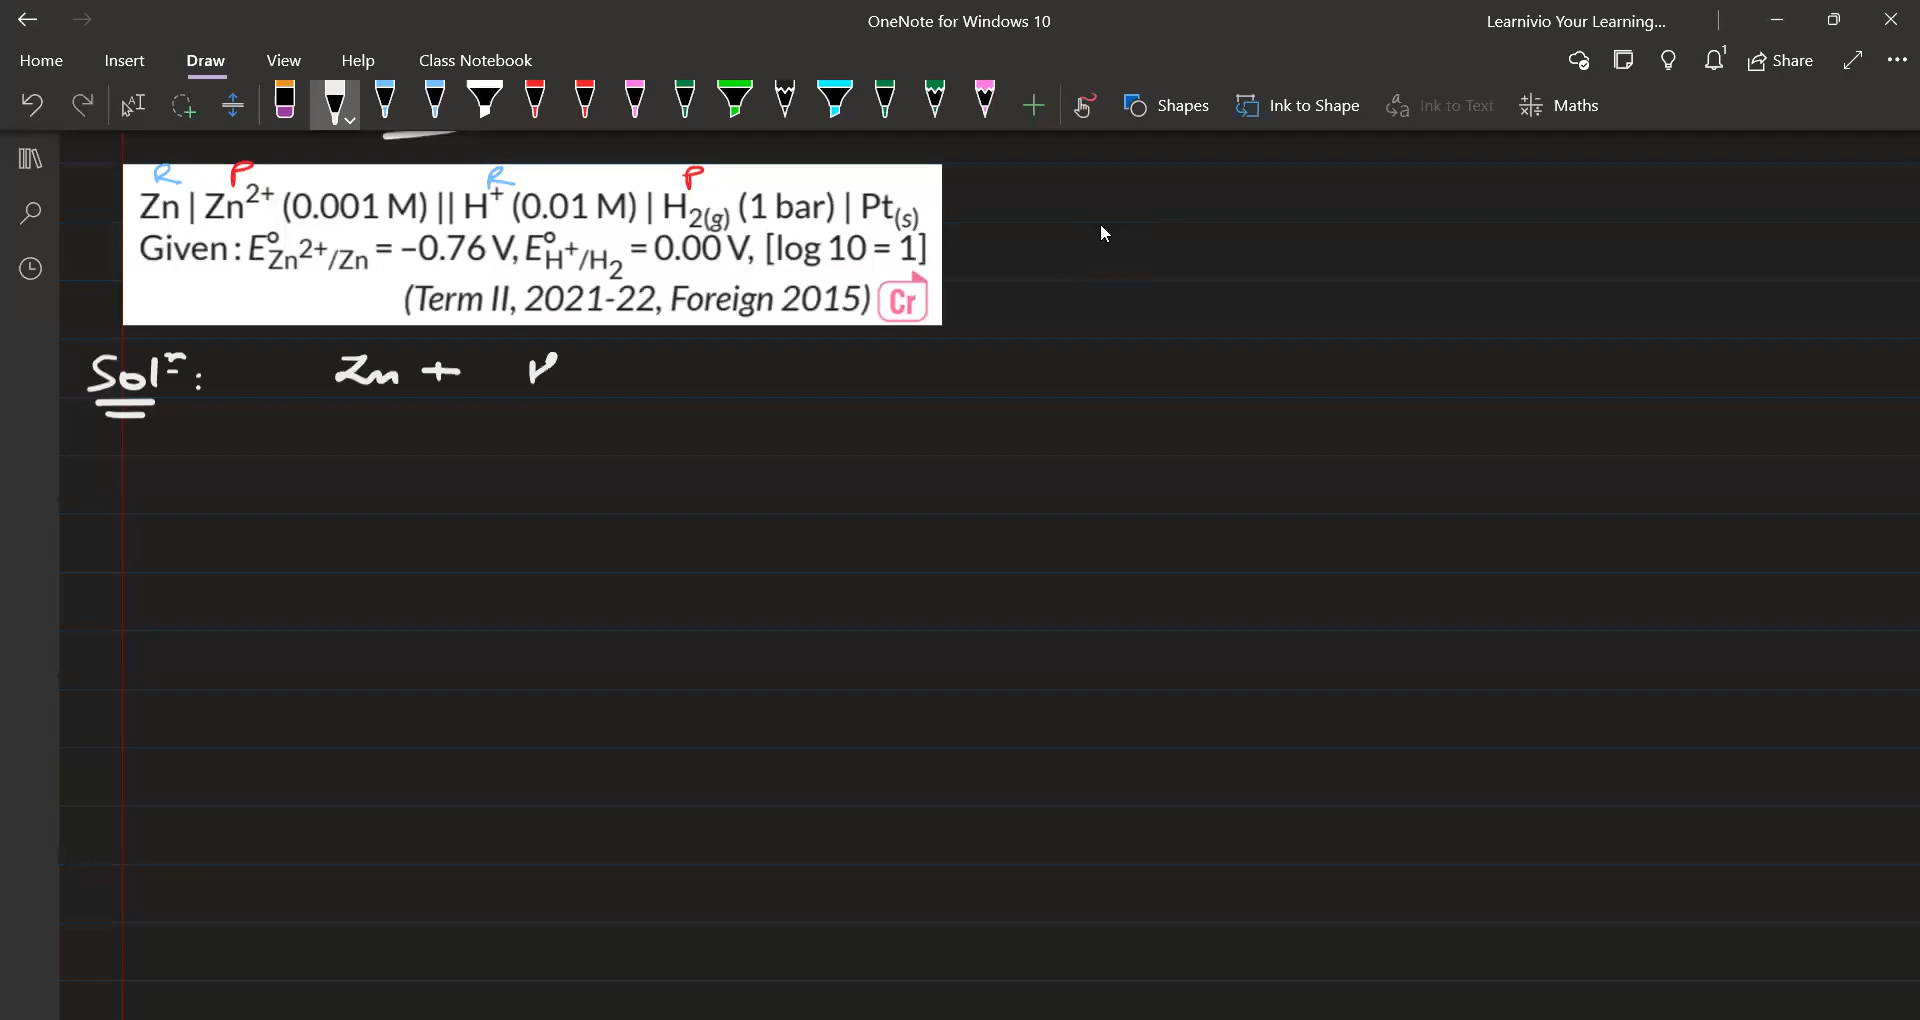 OneNote for Windows 10
Learnivio Your Learning...
Home Insert Draw View Help Class Notebook
1
Share
Shapes Ink to Shape Ink to Text Maths
R P R P
Zn | Zn²⁺ (0.001 M) || H⁺ (0.01 M) | H₂(g) (1 bar) | Pt(s)
Given : E°Zn²⁺/Zn = −0.76 V, E°H⁺/H₂ = 0.00 V, [log 10 = 1]
(Term II, 2021-22, Foreign 2015) Cr
Solⁿ : Zn +